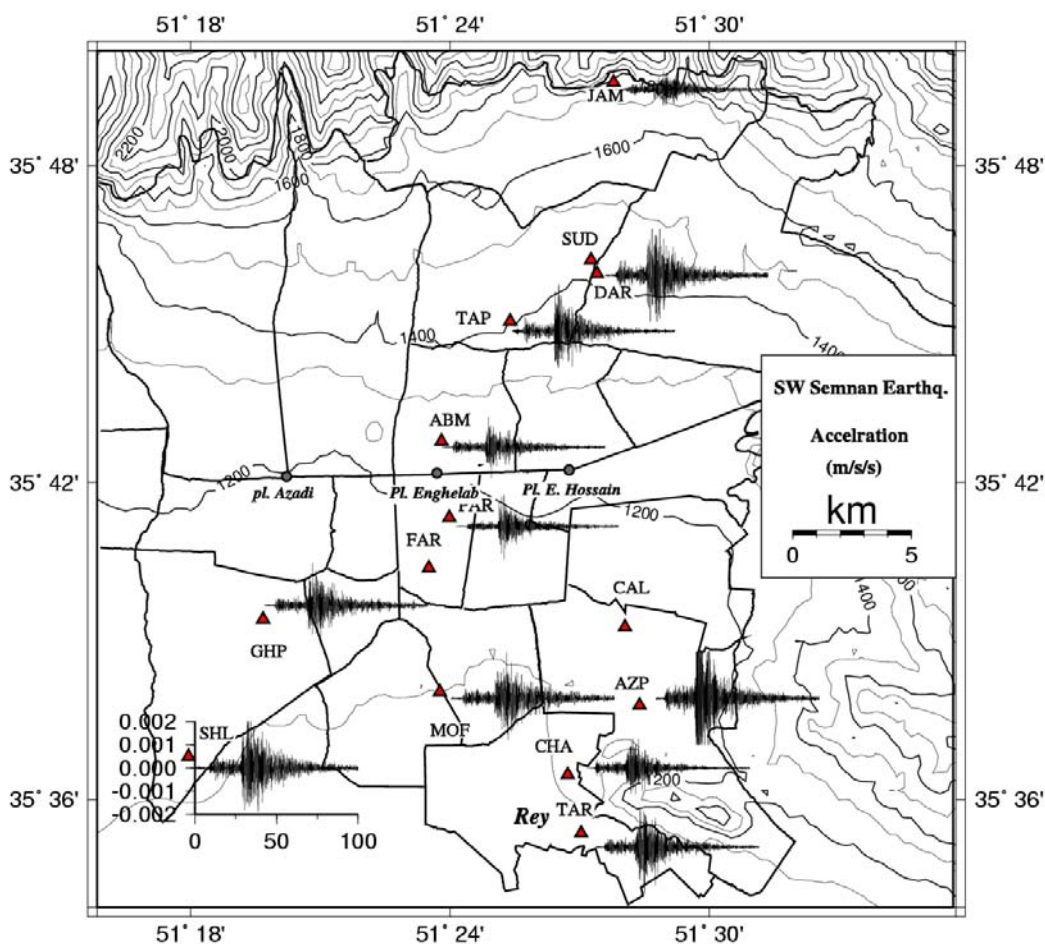 51˚ 18' 51˚ 24' 51˚ 30'
JAM
2200
2000
1800
1600
1600
35˚ 48' 35˚ 48'
SUD
DAR
TAP
1400
1400
SW Semnan Earthq.
Accelration
(m/s/s)
km
0 5
ABM
35˚ 42' 35˚ 42'
1200
pl. Azadi
Pl. Enghelab
Pl. E. Hossain
1200
FAR
1400
CAL
GHP
AZP
MOF
SHL
CHA
0.002
0.001
0.000
-0.001
-0.002
0 50 100
1200
35˚ 36' 35˚ 36'
Rey
TAR
51˚ 18' 51˚ 24' 51˚ 30'